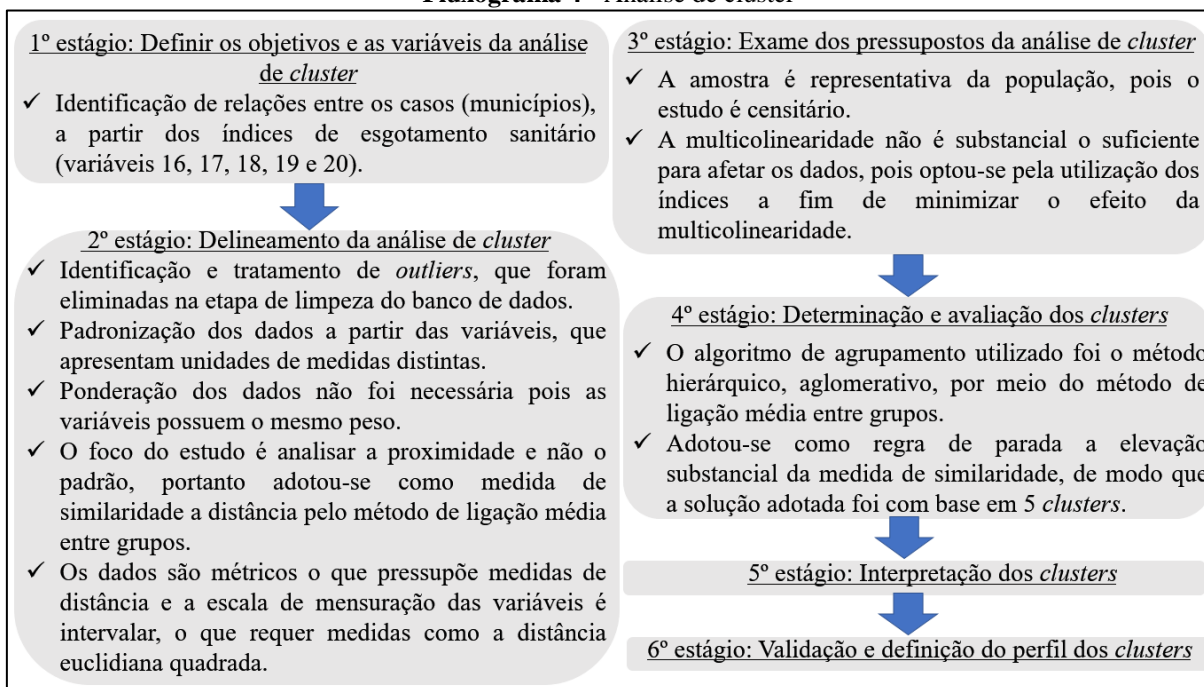 Fluxograma 4 - Análise de cluster
1º estágio: Definir os objetivos e as variáveis da análise
de cluster
✓ Identificação de relações entre os casos (municípios),
a partir dos índices de esgotamento sanitário
(variáveis 16, 17, 18, 19 e 20).
2º estágio: Delineamento da análise de cluster
✓ Identificação e tratamento de outliers, que foram
eliminadas na etapa de limpeza do banco de dados.
✓ Padronização dos dados a partir das variáveis, que
apresentam unidades de medidas distintas.
✓ Ponderação dos dados não foi necessária pois as
variáveis possuem o mesmo peso.
✓ O foco do estudo é analisar a proximidade e não o
padrão, portanto adotou-se como medida de
similaridade a distância pelo método de ligação média
entre grupos.
✓ Os dados são métricos o que pressupõe medidas de
distância e a escala de mensuração das variáveis é
intervalar, o que requer medidas como a distância
euclidiana quadrada.
3º estágio: Exame dos pressupostos da análise de cluster
✓ A amostra é representativa da população, pois o
estudo é censitário.
✓ A multicolinearidade não é substancial o suficiente
para afetar os dados, pois optou-se pela utilização dos
índices a fim de minimizar o efeito da
multicolinearidade.
4º estágio: Determinação e avaliação dos clusters
✓ O algoritmo de agrupamento utilizado foi o método
hierárquico, aglomerativo, por meio do método de
ligação média entre grupos.
✓ Adotou-se como regra de parada a elevação
substancial da medida de similaridade, de modo que
a solução adotada foi com base em 5 clusters.
5º estágio: Interpretação dos clusters
6º estágio: Validação e definição do perfil dos clusters